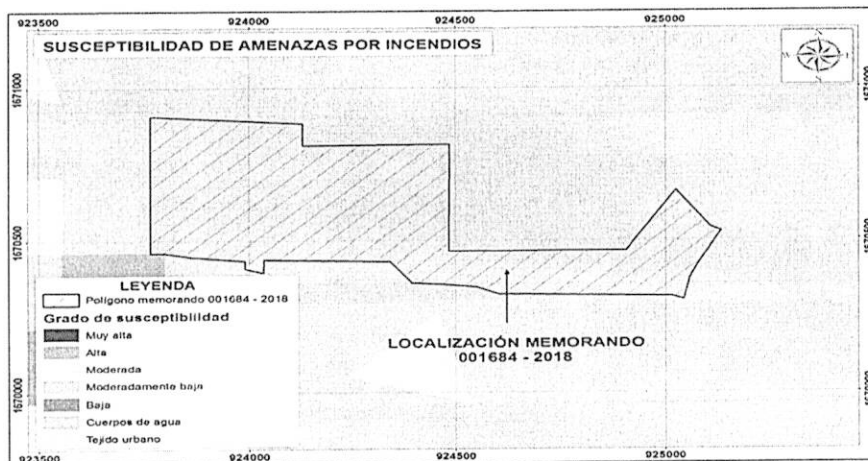 923500 924000 924500 925000
SUSCEPTIBILIDAD DE AMENAZAS POR INCENDIOS
1671000 1671000
1670500 1670500
LEYENDA
Polígono memorando 001684 - 2018
Grado de susceptibilidad
Muy alta
Alta
Moderada
Moderadamente baja
Baja
Cuerpos de agua
Tejido urbano
LOCALIZACIÓN MEMORANDO
001684 - 2018
1670000 1670000
923500 924000 924500 925000